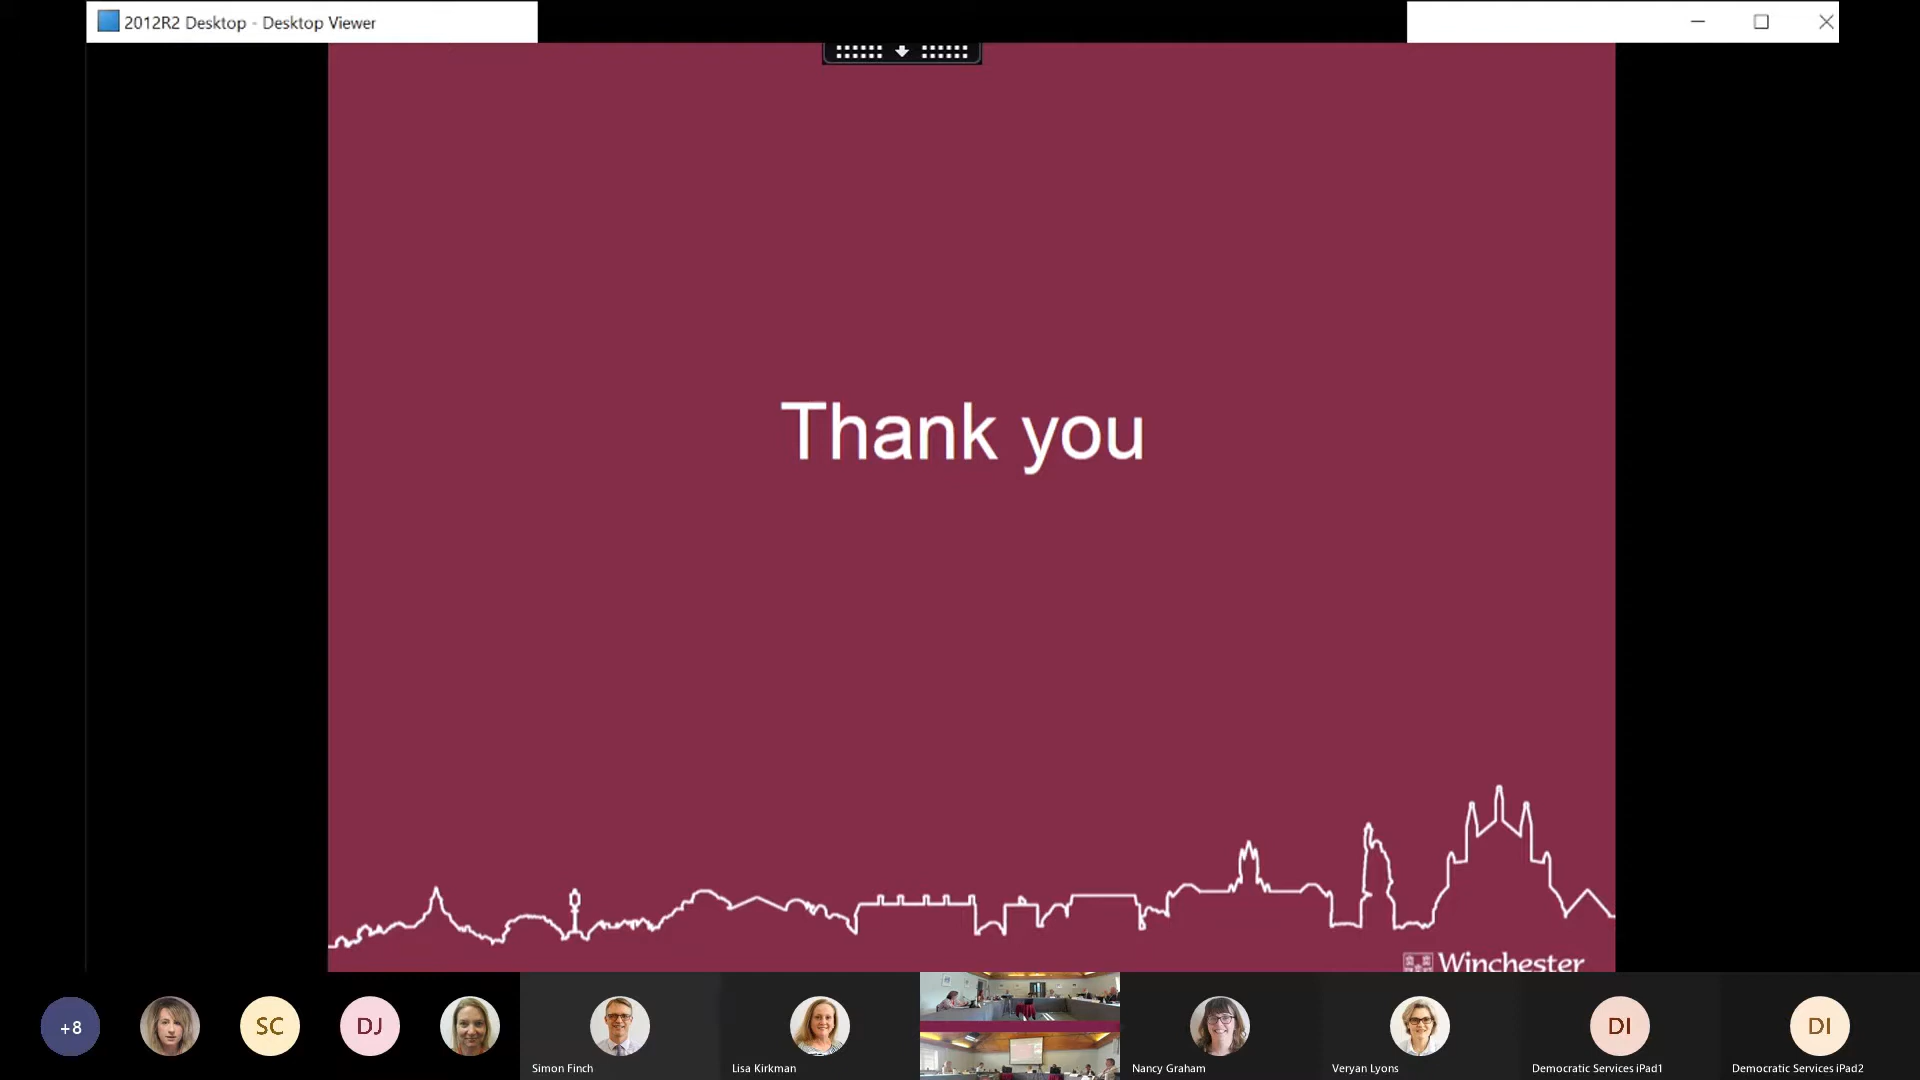 2012R2 Desktop - Desktop Viewer
Thank you
Winchester
+8
SC
DJ
DI
DI
Simon Finch
Lisa Kirkman
Nancy Graham
Veryan Lyons
Democratic Services iPad1
Democratic Services iPad2